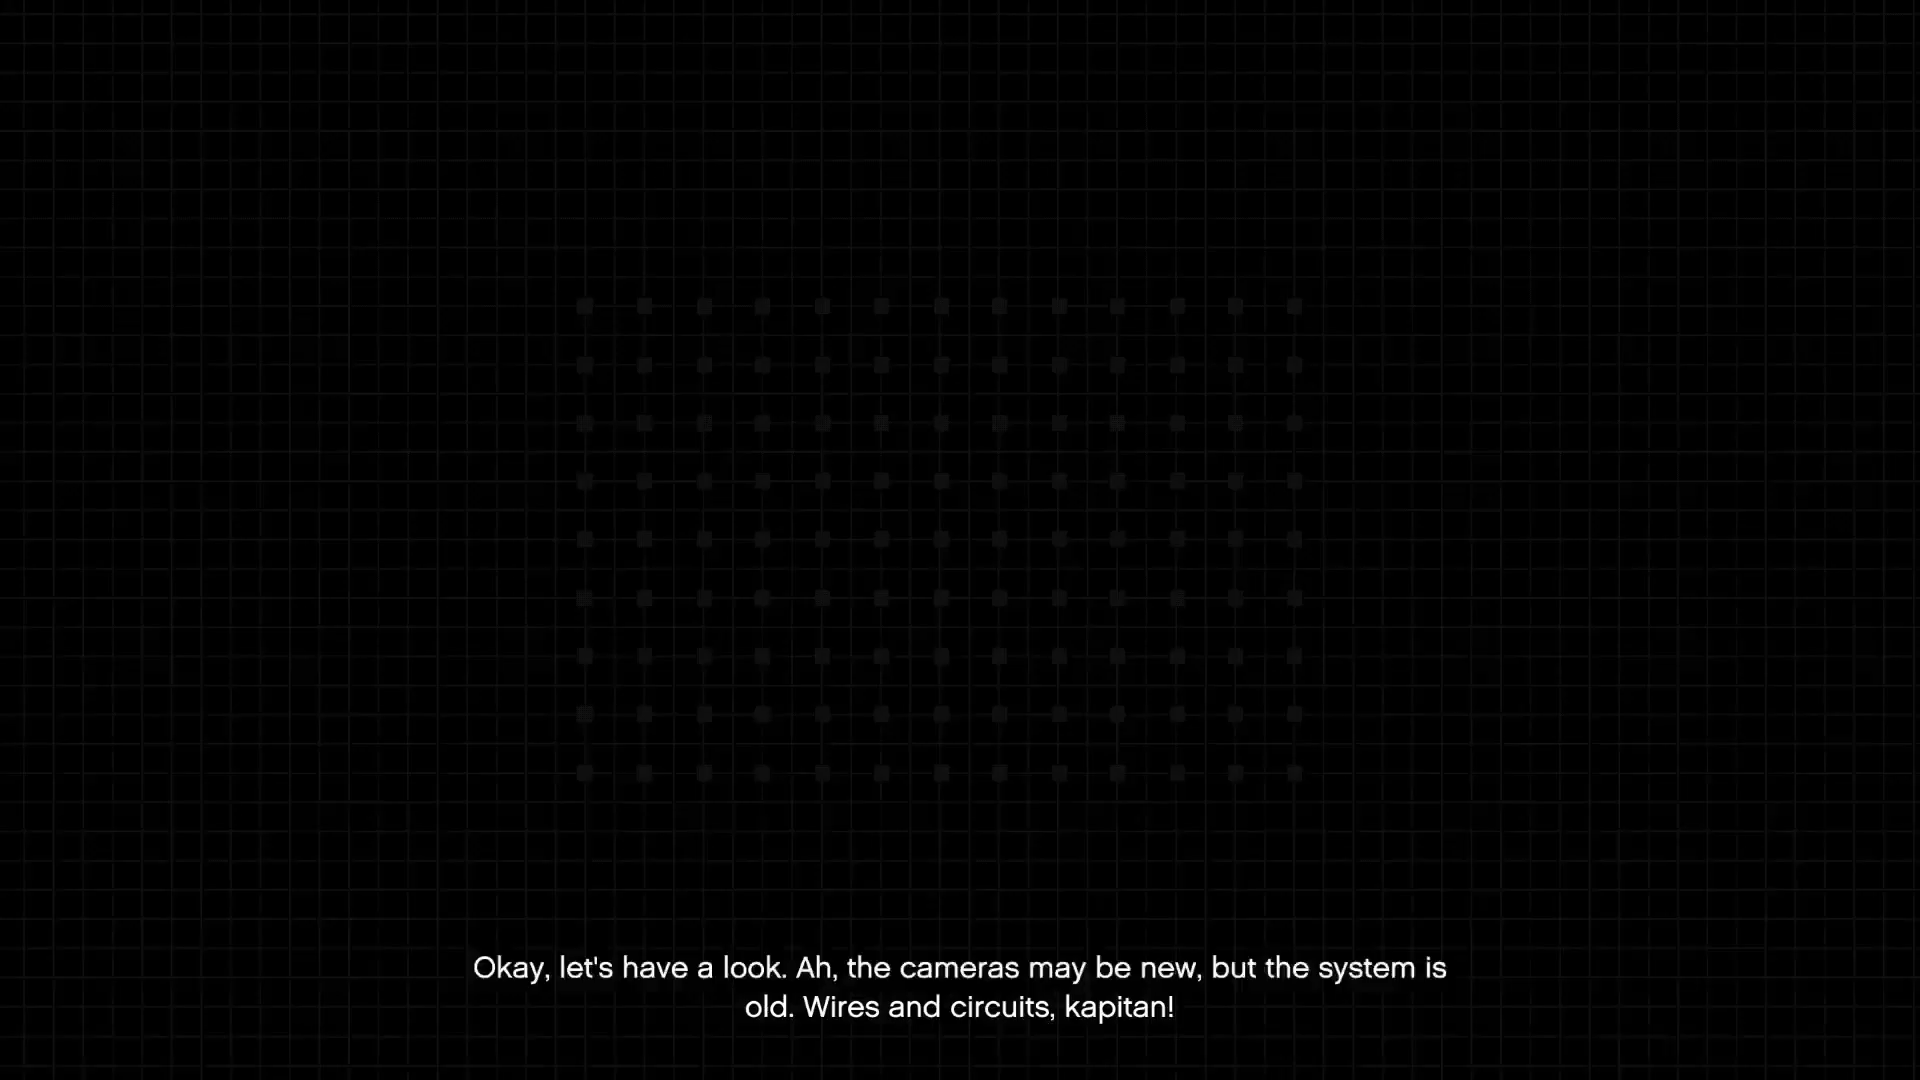 Okay, let's have a look. Ah, the cameras may be new, but the system is
old. Wires and circuits, kapitan!